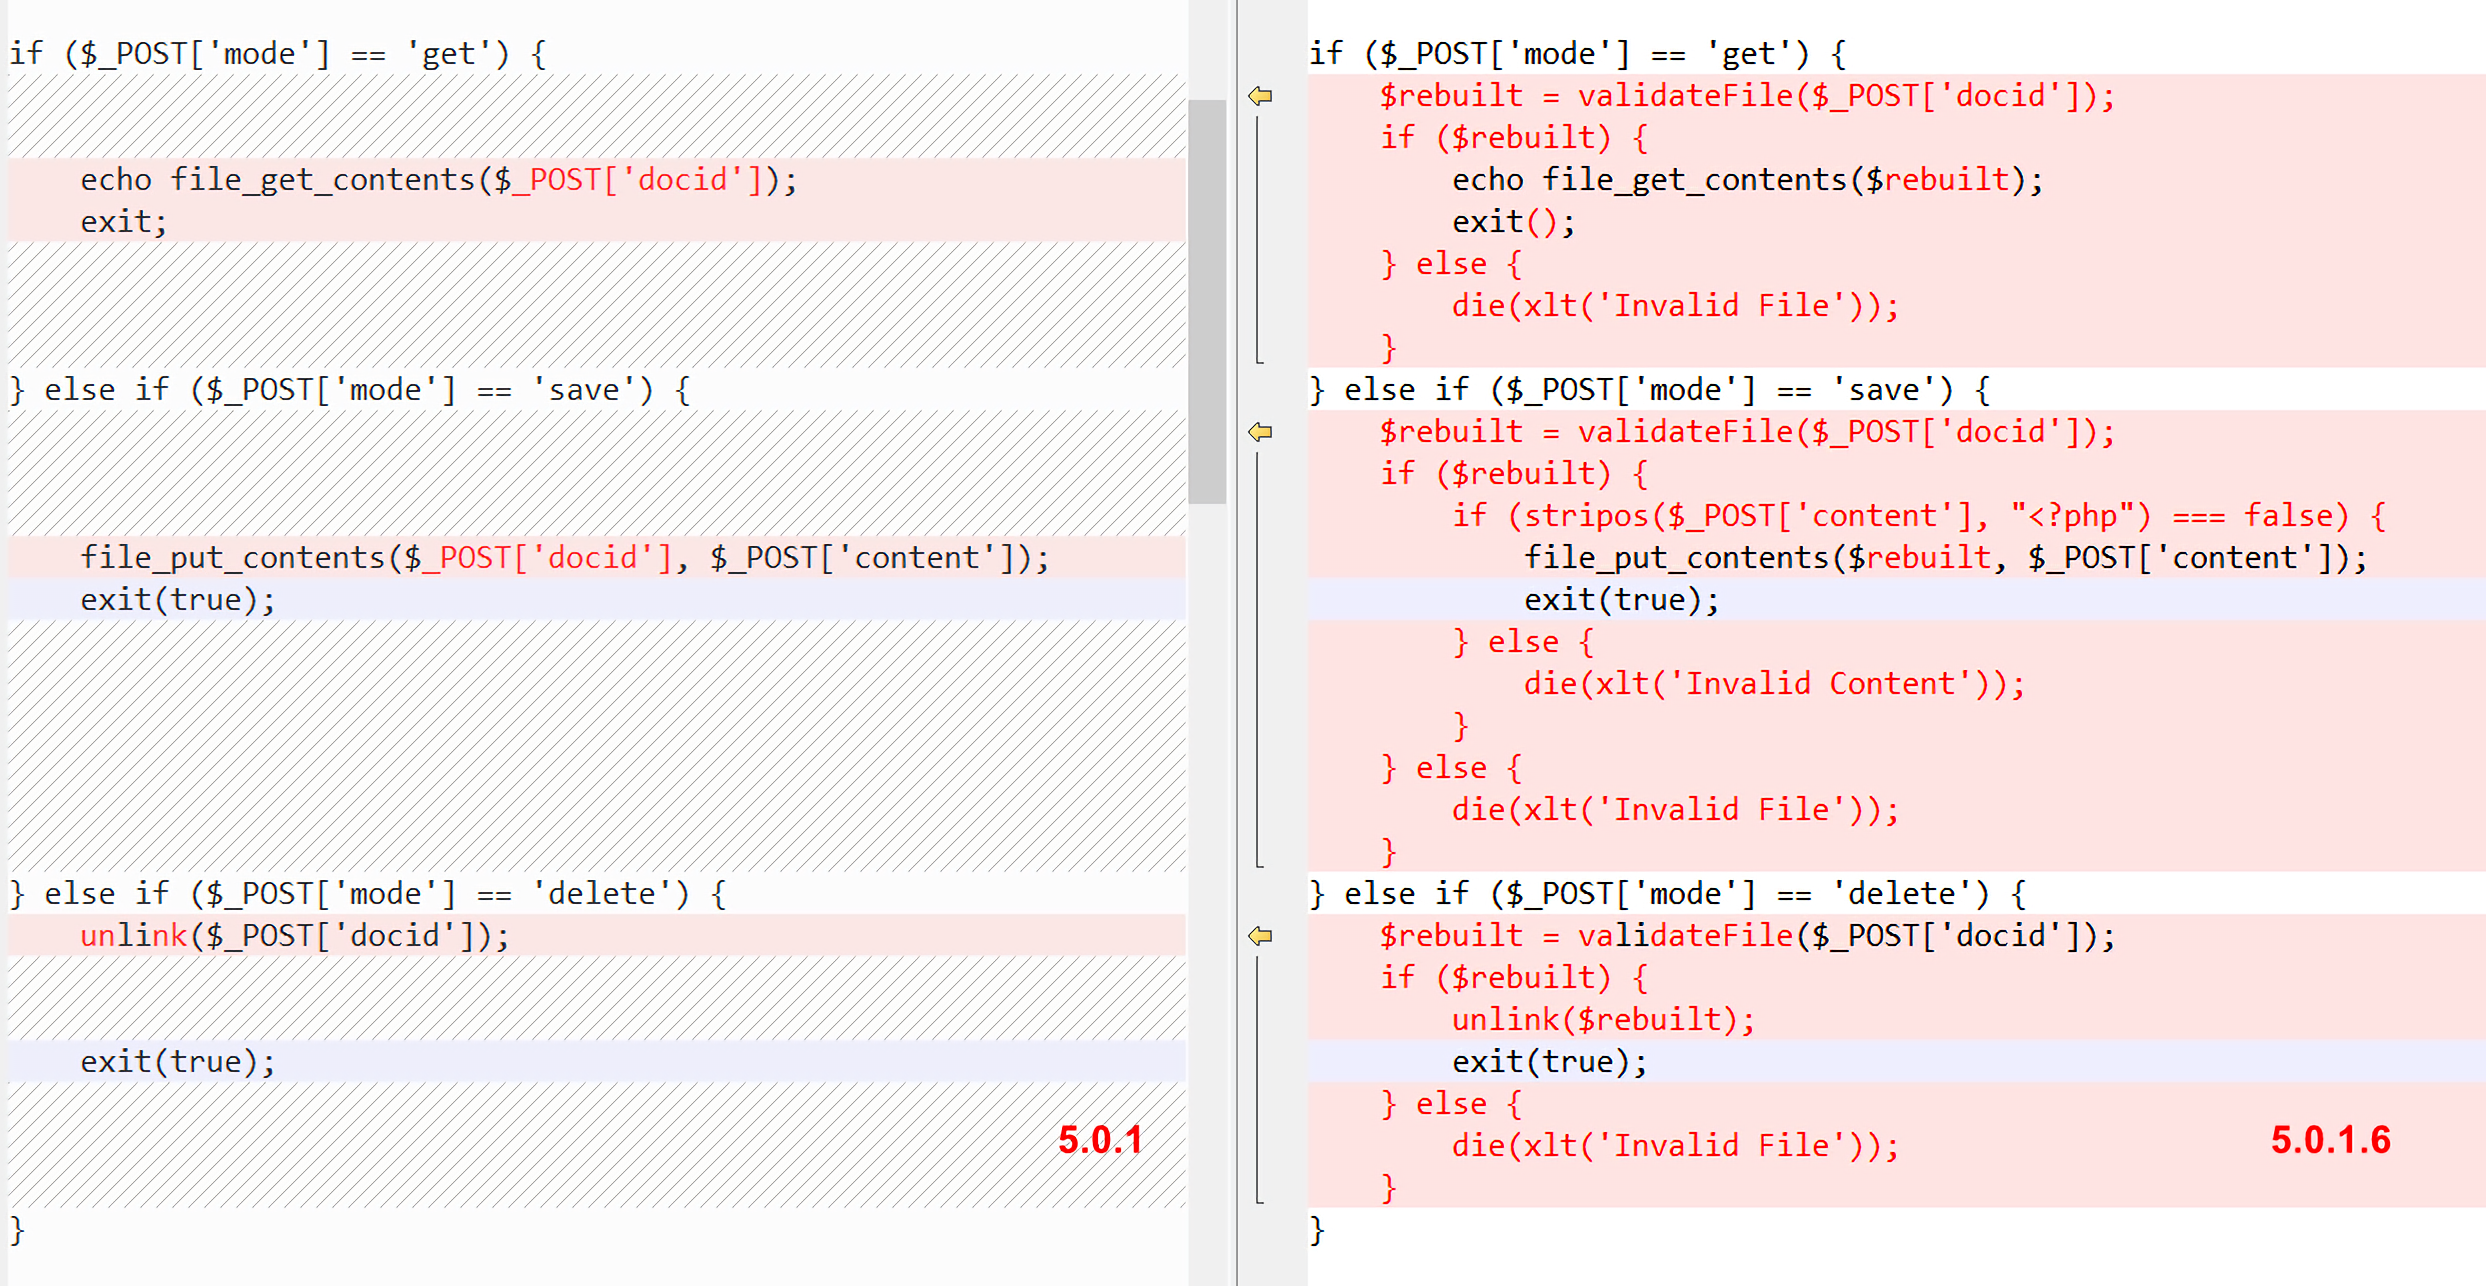 if ($_POST['mode'] == 'get') {
    echo file_get_contents($_POST['docid']);
    exit;
} else if ($_POST['mode'] == 'save') {
    file_put_contents($_POST['docid'], $_POST['content']);
    exit(true);
} else if ($_POST['mode'] == 'delete') {
    unlink($_POST['docid']);
    exit(true);
5.0.1
}
if ($_POST['mode'] == 'get') {
    $rebuilt = validateFile($_POST['docid']);
    if ($rebuilt) {
        echo file_get_contents($rebuilt);
        exit();
    } else {
        die(xlt('Invalid File'));
    }
} else if ($_POST['mode'] == 'save') {
    $rebuilt = validateFile($_POST['docid']);
    if ($rebuilt) {
        if (stripos($_POST['content'], "<?php") === false) {
            file_put_contents($rebuilt, $_POST['content']);
            exit(true);
        } else {
            die(xlt('Invalid Content'));
        }
    } else {
        die(xlt('Invalid File'));
    }
} else if ($_POST['mode'] == 'delete') {
    $rebuilt = validateFile($_POST['docid']);
    if ($rebuilt) {
        unlink($rebuilt);
        exit(true);
    } else {
        die(xlt('Invalid File'));
5.0.1.6
    }
}